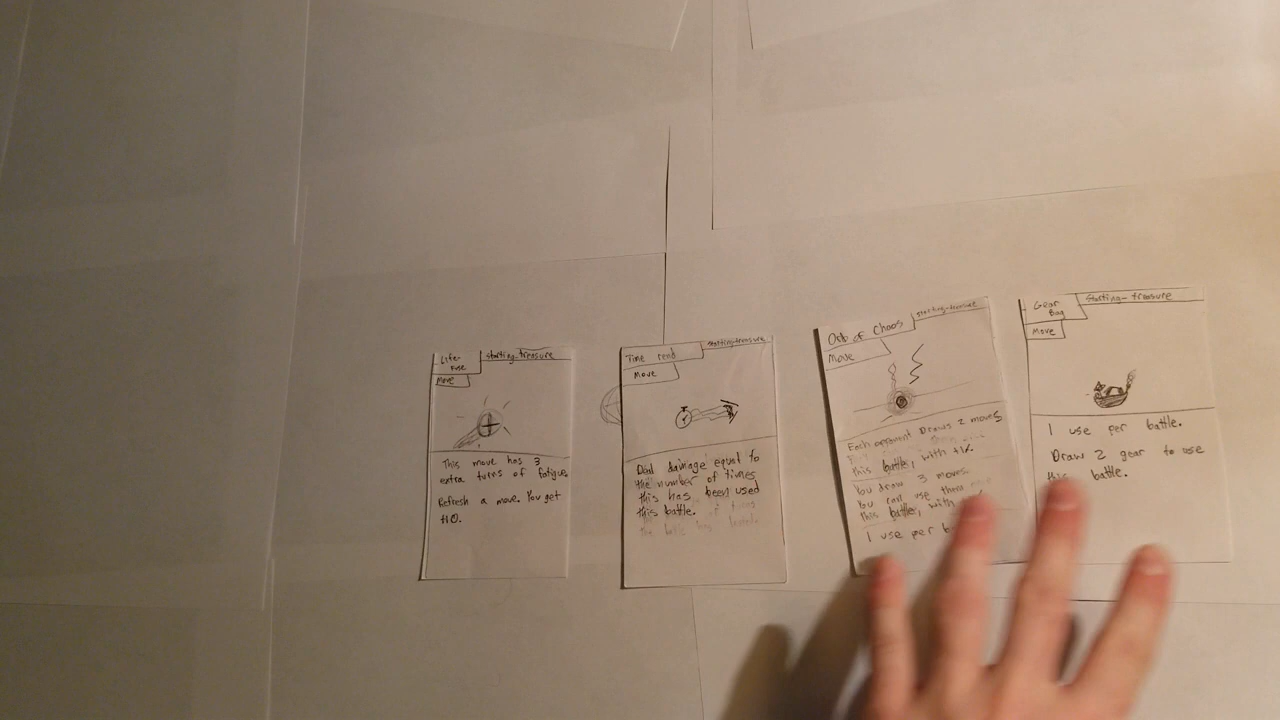 Life-
Fuse
starting-treasure
Move
This move has 3
extra turns of fatigue.
Refresh a move. You get
+10.
Time rend
starting-treasure
Move
Deal damage equal to
the number of times
this has been used
this battle.
Orb of Chaos
starting-treasure
Move
Each opponent Draws 2 moves
this battle, with
You draw 3 moves.
You can use them
this battle, with
1 use per
Gear
Bag
starting-treasure
Move
1 use per battle.
Draw 2 gear to use
this battle.